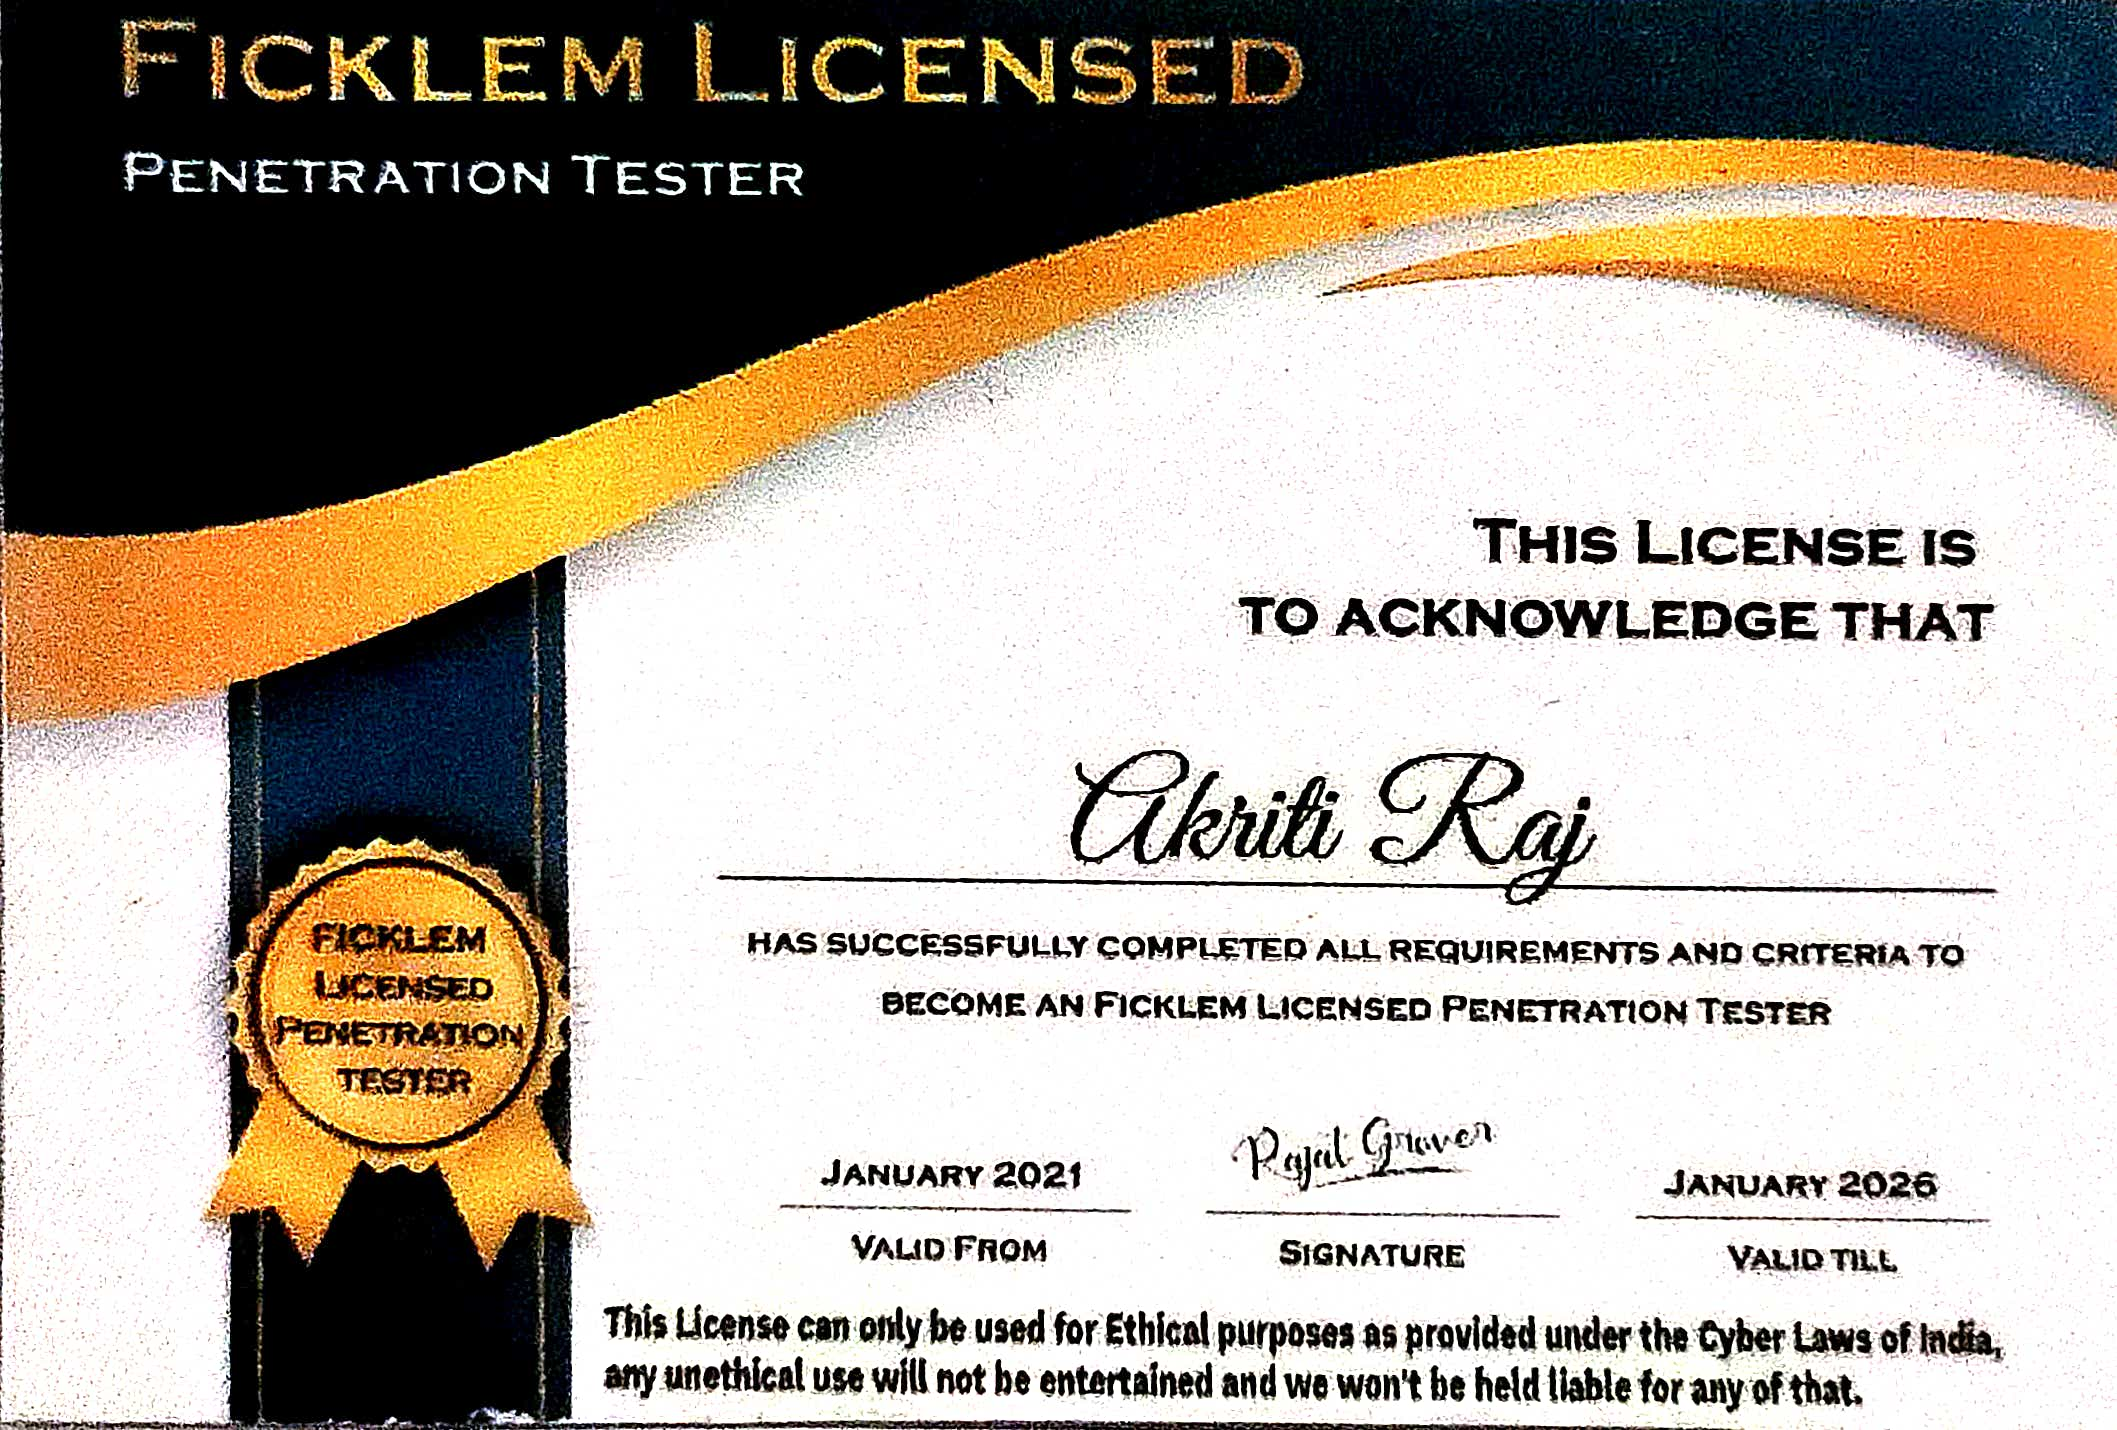 FICKLEM LICENSED
PENETRATION TESTER
THIS LICENSE IS
TO ACKNOWLEDGE THAT
Akriti Raj
HAS SUCCESSFULLY COMPLETED ALL REQUIREMENTS AND CRITERIA TO
BECOME AN FICKLEM LICENSED PENETRATION TESTER
FICKLEM
LICENSED
PENETRATION
TESTER
JANUARY 2021
VALID FROM
Rajat Grover
SIGNATURE
JANUARY 2026
VALID TILL
This License can only be used for Ethical purposes as provided under the Cyber Laws of India,
any unethical use will not be entertained and we won't be held liable for any of that.